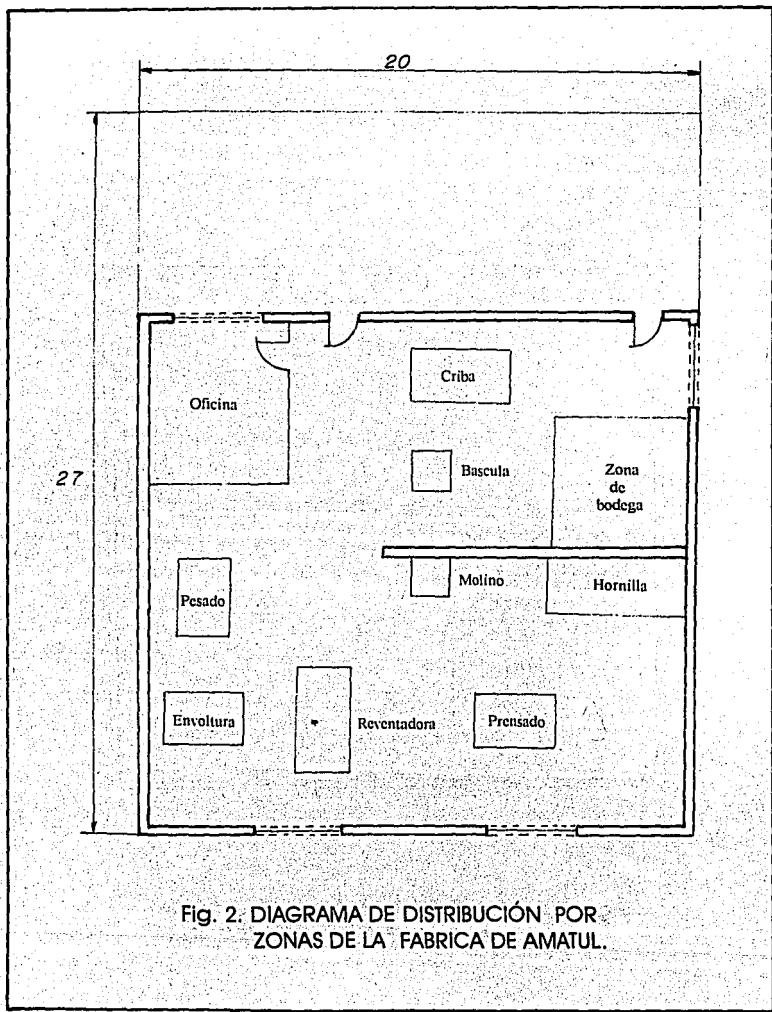 20
Criba
Oficina
27
Bascula
Zona
de
bodega
Molino
Hornilla
Pesado
Envoltura
Reventadora
Prensado
Fig. 2. DIAGRAMA DE DISTRIBUCIÓN POR
ZONAS DE LA FABRICA DE AMATUL.